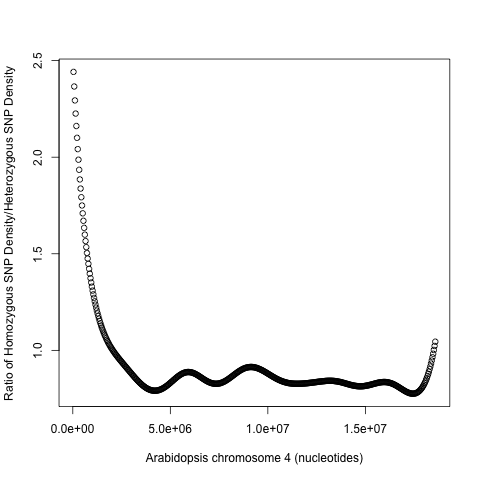 Ratio of Homozygous SNP Density/Heterozygous SNP Density
2.5
2.0
1.5
1.0
0.0e+00 5.0e+06 1.0e+07 1.5e+07
Arabidopsis chromosome 4 (nucleotides)